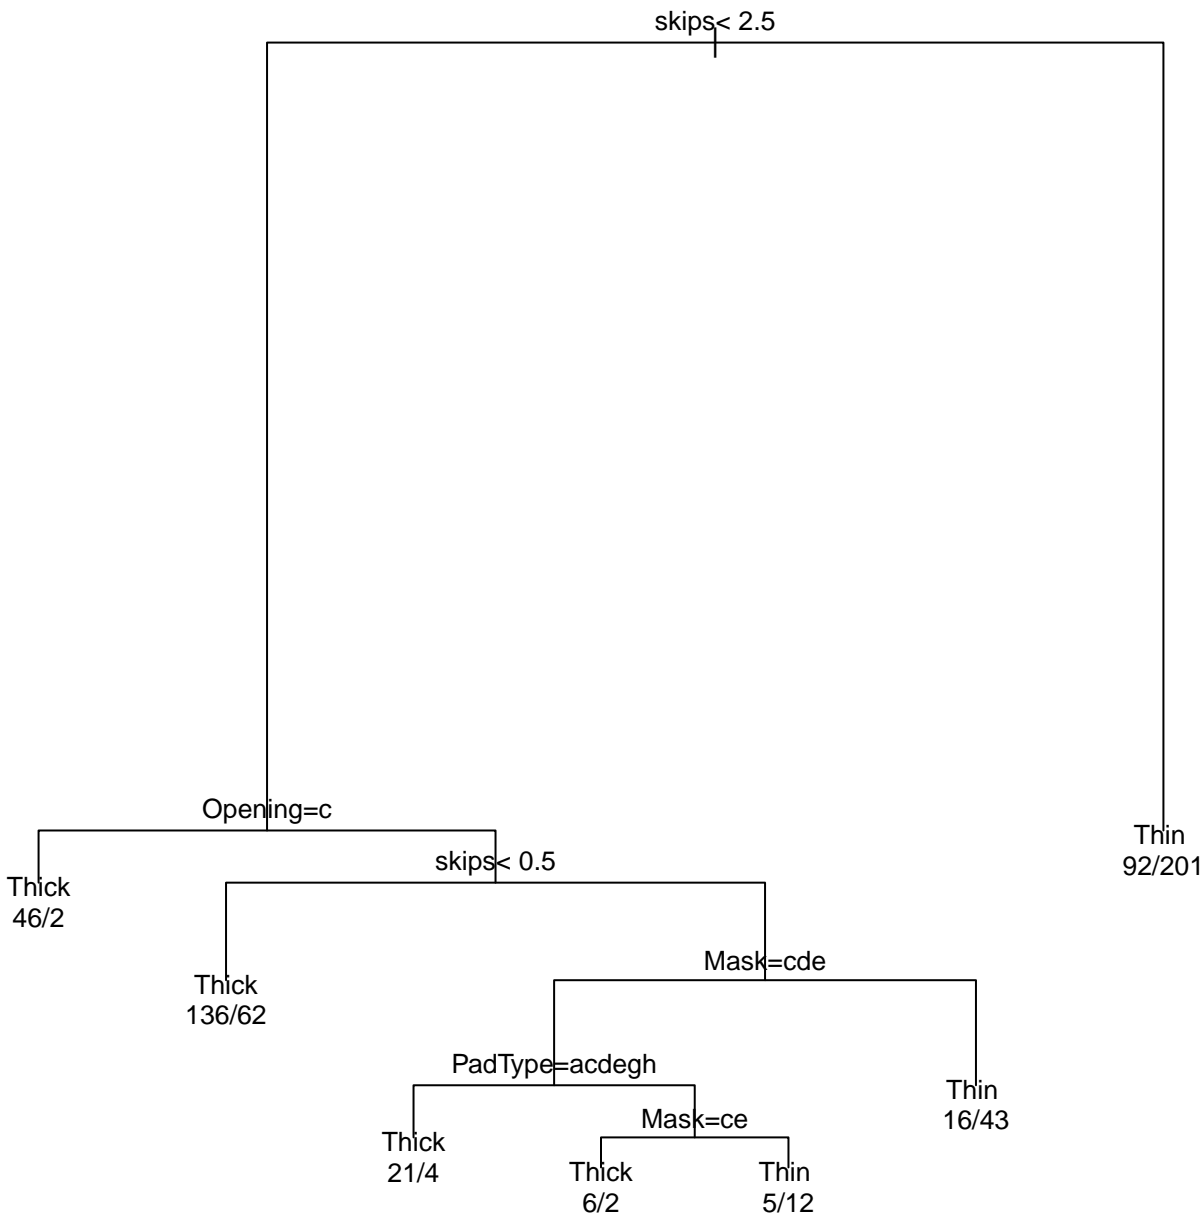 skips< 2.5
Opening=c
Thin
92/201
skips< 0.5
Thick
46/2
Mask=cde
Thick
136/62
PadType=acdegh
Thin
16/43
Mask=ce
Thick
21/4
Thick
6/2
Thin
5/12